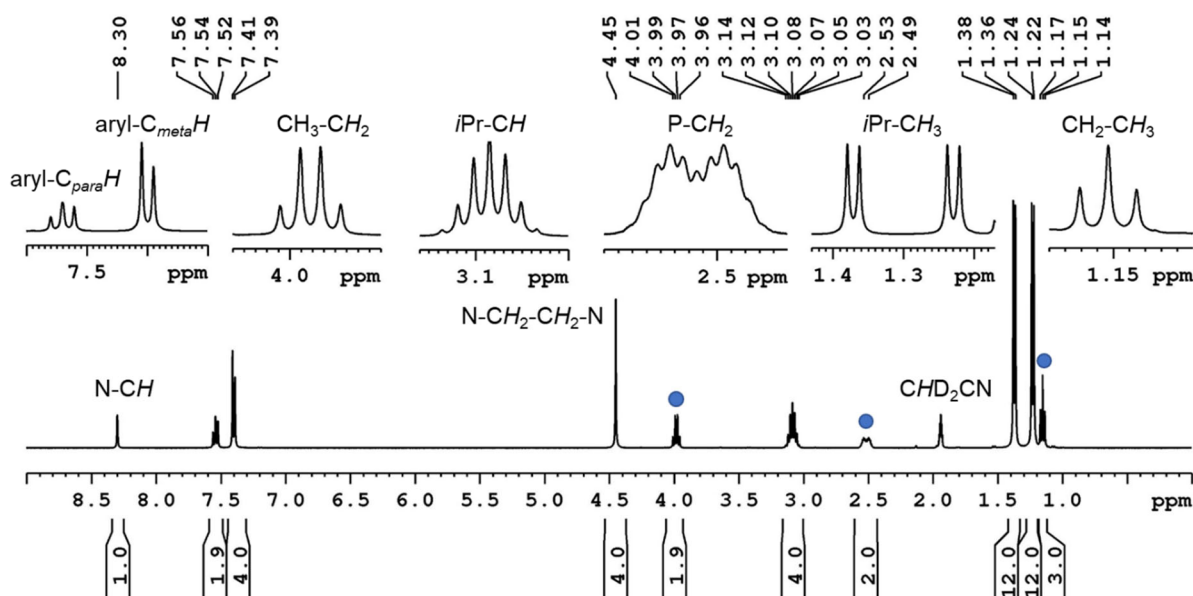 8.30 7.56 7.54 7.52 7.41 7.39 4.45 4.01 3.99 3.97 3.96 3.14 3.12 3.10 3.08 3.07 3.05 3.03 2.53 2.49 1.38 1.36 1.24 1.22 1.17 1.15 1.14
aryl-CmetaH CH3-CH2 iPr-CH P-CH2 iPr-CH3 CH2-CH3
aryl-CparaH
7.5 ppm 4.0 ppm 3.1 ppm 2.5 ppm 1.4 1.3 ppm 1.15 ppm
N-CH2-CH2-N
N-CH CHD2CN
8.5 8.0 7.5 7.0 6.5 6.0 5.5 5.0 4.5 4.0 3.5 3.0 2.5 2.0 1.5 1.0 ppm
1.0 1.9 4.0 4.0 1.9 4.0 2.0 12.0 12.0 3.0